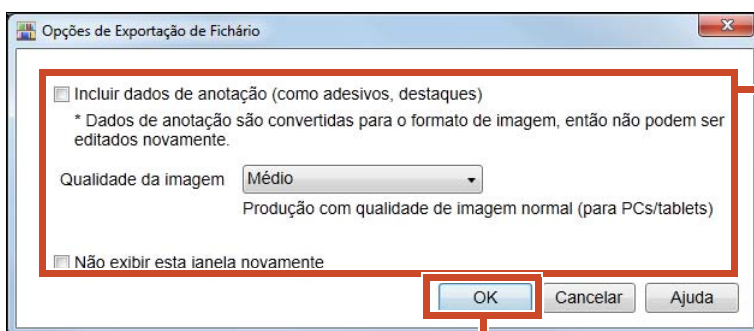 Opções de Exportação de Fichário
Incluir dados de anotação (como adesivos, destaques)
* Dados de anotação são convertidas para o formato de imagem, então não podem ser
editados novamente.
Qualidade da imagem Médio
Produção com qualidade de imagem normal (para PCs/tablets)
Não exibir esta janela novamente
OK Cancelar Ajuda